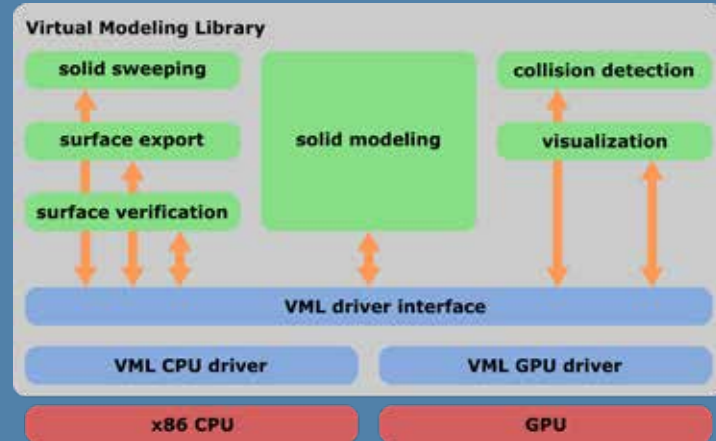 Virtual Modeling Library
solid sweeping
solid modeling
collision detection
surface export
visualization
surface verification
VML driver interface
VML CPU driver
VML GPU driver
x86 CPU
GPU